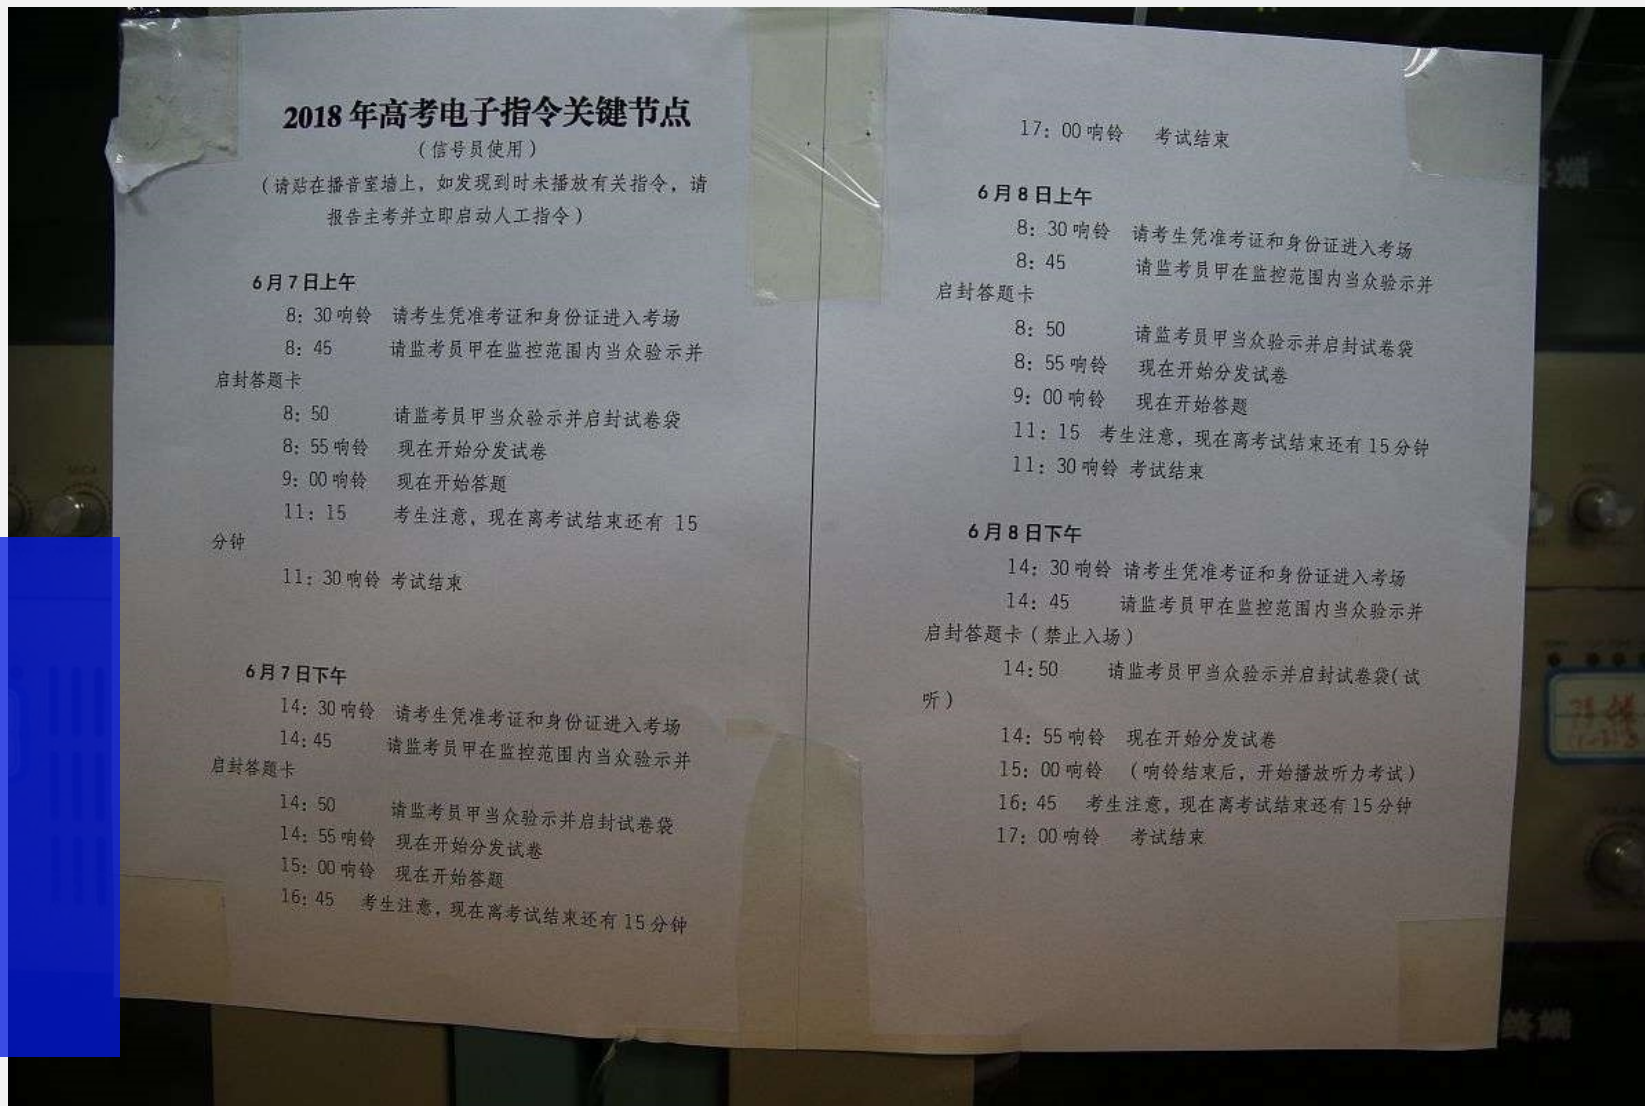 2018年高考电子指令关键节点
（信号员使用）
（请贴在播音室墙上，如发现到时未播放有关指令，请
报告主考并立即启动人工指令）
6月7日上午
8：30响铃 请考生凭准考证和身份证进入考场
8：45 请监考员甲在监控范围内当众验示并
启封答题卡
8：50 请监考员甲当众验示并启封试卷袋
8：55响铃 现在开始分发试卷
9：00响铃 现在开始答题
11：15 考生注意，现在离考试结束还有 15
分钟
11：30响铃 考试结束
6月7日下午
14：30响铃 请考生凭准考证和身份证进入考场
14：45 请监考员甲在监控范围内当众验示并
启封答题卡
14：50 请监考员甲当众验示并启封试卷袋
14：55响铃 现在开始分发试卷
15：00响铃 现在开始答题
16：45 考生注意，现在离考试结束还有15分钟
17：00响铃 考试结束
6月8日上午
8：30响铃 请考生凭准考证和身份证进入考场
8：45 请监考员甲在监控范围内当众验示并
启封答题卡
8：50 请监考员甲当众验示并启封试卷袋
8：55响铃 现在开始分发试卷
9：00响铃 现在开始答题
11：15 考生注意，现在离考试结束还有15分钟
11：30响铃 考试结束
6月8日下午
14：30响铃 请考生凭准考证和身份证进入考场
14：45 请监考员甲在监控范围内当众验示并
启封答题卡（禁止入场）
14:50 请监考员甲当众验示并启封试卷袋(试
听）
14：55响铃 现在开始分发试卷
15：00响铃 （响铃结束后，开始播放听力考试）
16：45 考生注意，现在离考试结束还有15分钟
17：00响铃 考试结束
终端